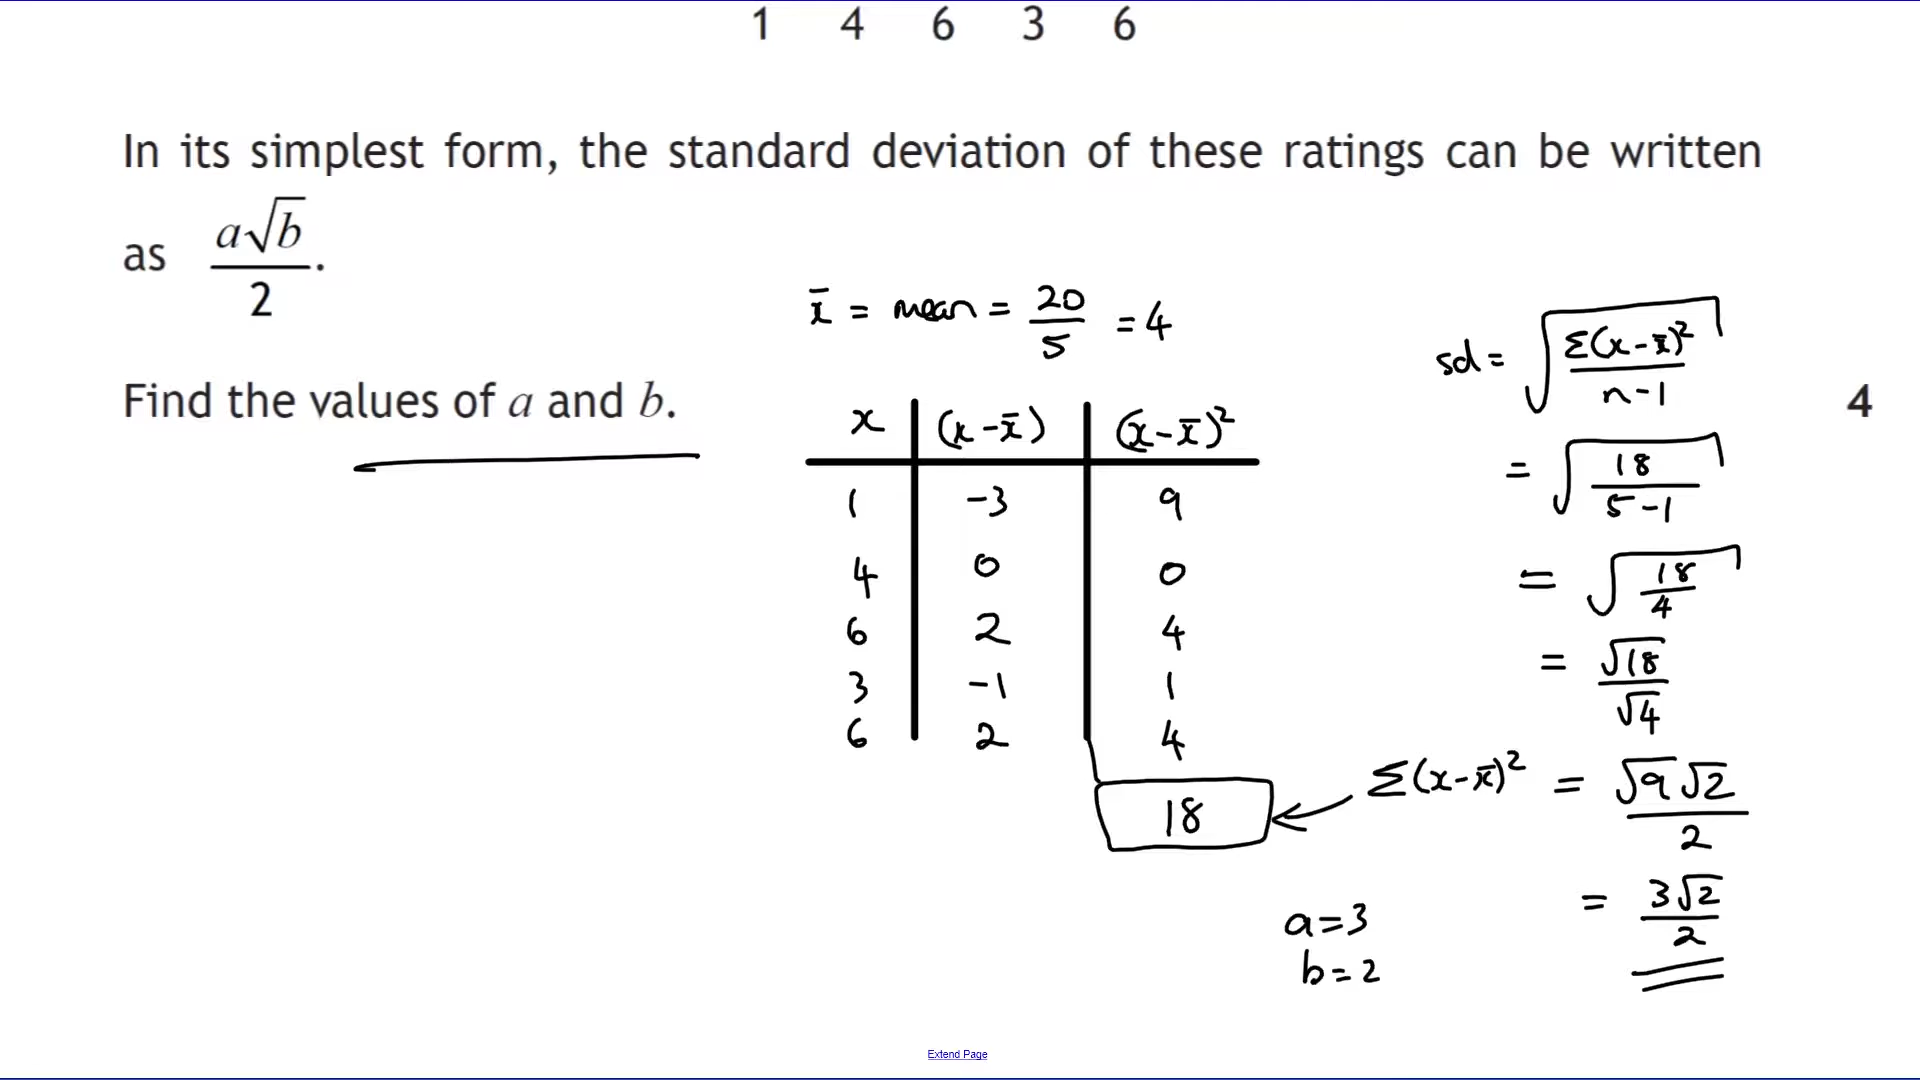 1 4 6 3 6
In its simplest form, the standard deviation of these ratings can be written
as a√b/2.
Find the values of a and b.
4
x̄ = mean = 20/5 = 4
x (x-x̄) (x-x̄)²
1 -3 9
4 0 0
6 2 4
3 -1 1
6 2 4
18
Σ(x-x̄)²
sd = √(Σ(x-x̄)²/(n-1))
= √(18/(5-1))
= √(18/4)
= √18/√4
= √9√2/2
= 3√2/2
a=3
b=2
Extend Page